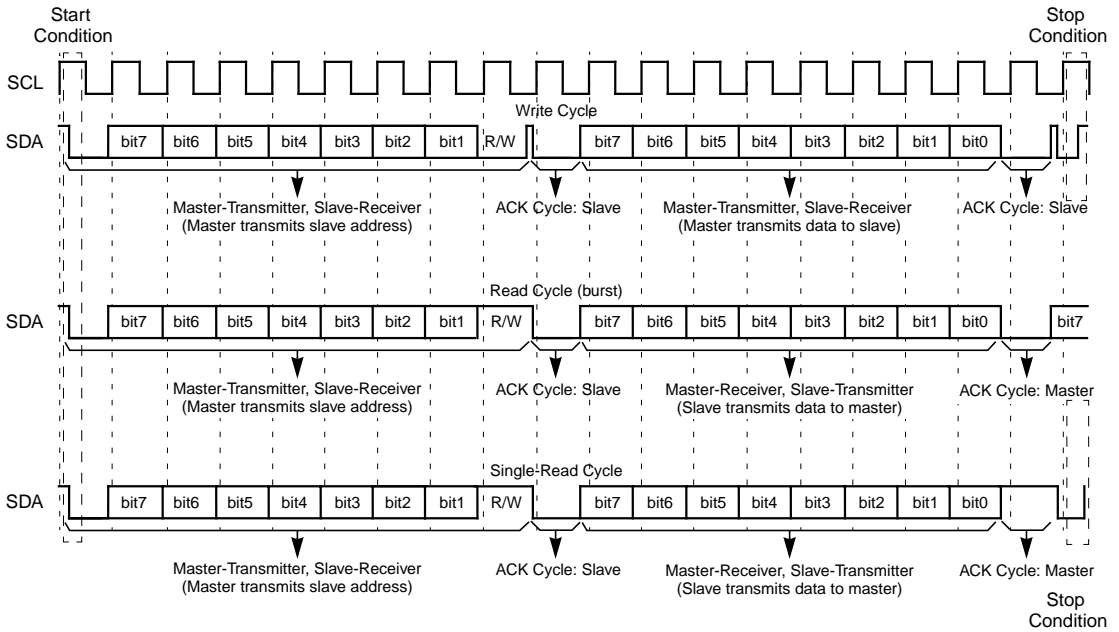 Start
Condition
Stop
Condition
SCL
Write Cycle
SDA
bit7 bit6 bit5 bit4 bit3 bit2 bit1 R/W bit7 bit6 bit5 bit4 bit3 bit2 bit1 bit0
Master-Transmitter, Slave-Receiver
(Master transmits slave address)
ACK Cycle: Slave
Master-Transmitter, Slave-Receiver
(Master transmits data to slave)
ACK Cycle: Slave
Read Cycle (burst)
SDA
bit7 bit6 bit5 bit4 bit3 bit2 bit1 R/W bit7 bit6 bit5 bit4 bit3 bit2 bit1 bit0 bit7
Master-Transmitter, Slave-Receiver
(Master transmits slave address)
ACK Cycle: Slave
Master-Receiver, Slave-Transmitter
(Slave transmits data to master)
ACK Cycle: Master
Single-Read Cycle
SDA
bit7 bit6 bit5 bit4 bit3 bit2 bit1 R/W bit7 bit6 bit5 bit4 bit3 bit2 bit1 bit0
Master-Transmitter, Slave-Receiver
(Master transmits slave address)
ACK Cycle: Slave
Master-Receiver, Slave-Transmitter
(Slave transmits data to master)
ACK Cycle: Master
Stop
Condition